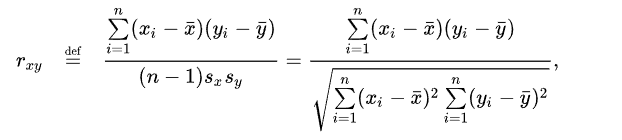 $$r_{xy} \overset{\text{def}}{=} \frac{\sum_{i=1}^{n}(x_i - \bar{x})(y_i - \bar{y})}{(n-1)s_x s_y} = \frac{\sum_{i=1}^{n}(x_i - \bar{x})(y_i - \bar{y})}{\sqrt{\sum_{i=1}^{n}(x_i - \bar{x})^2 \sum_{i=1}^{n}(y_i - \bar{y})^2}},$$